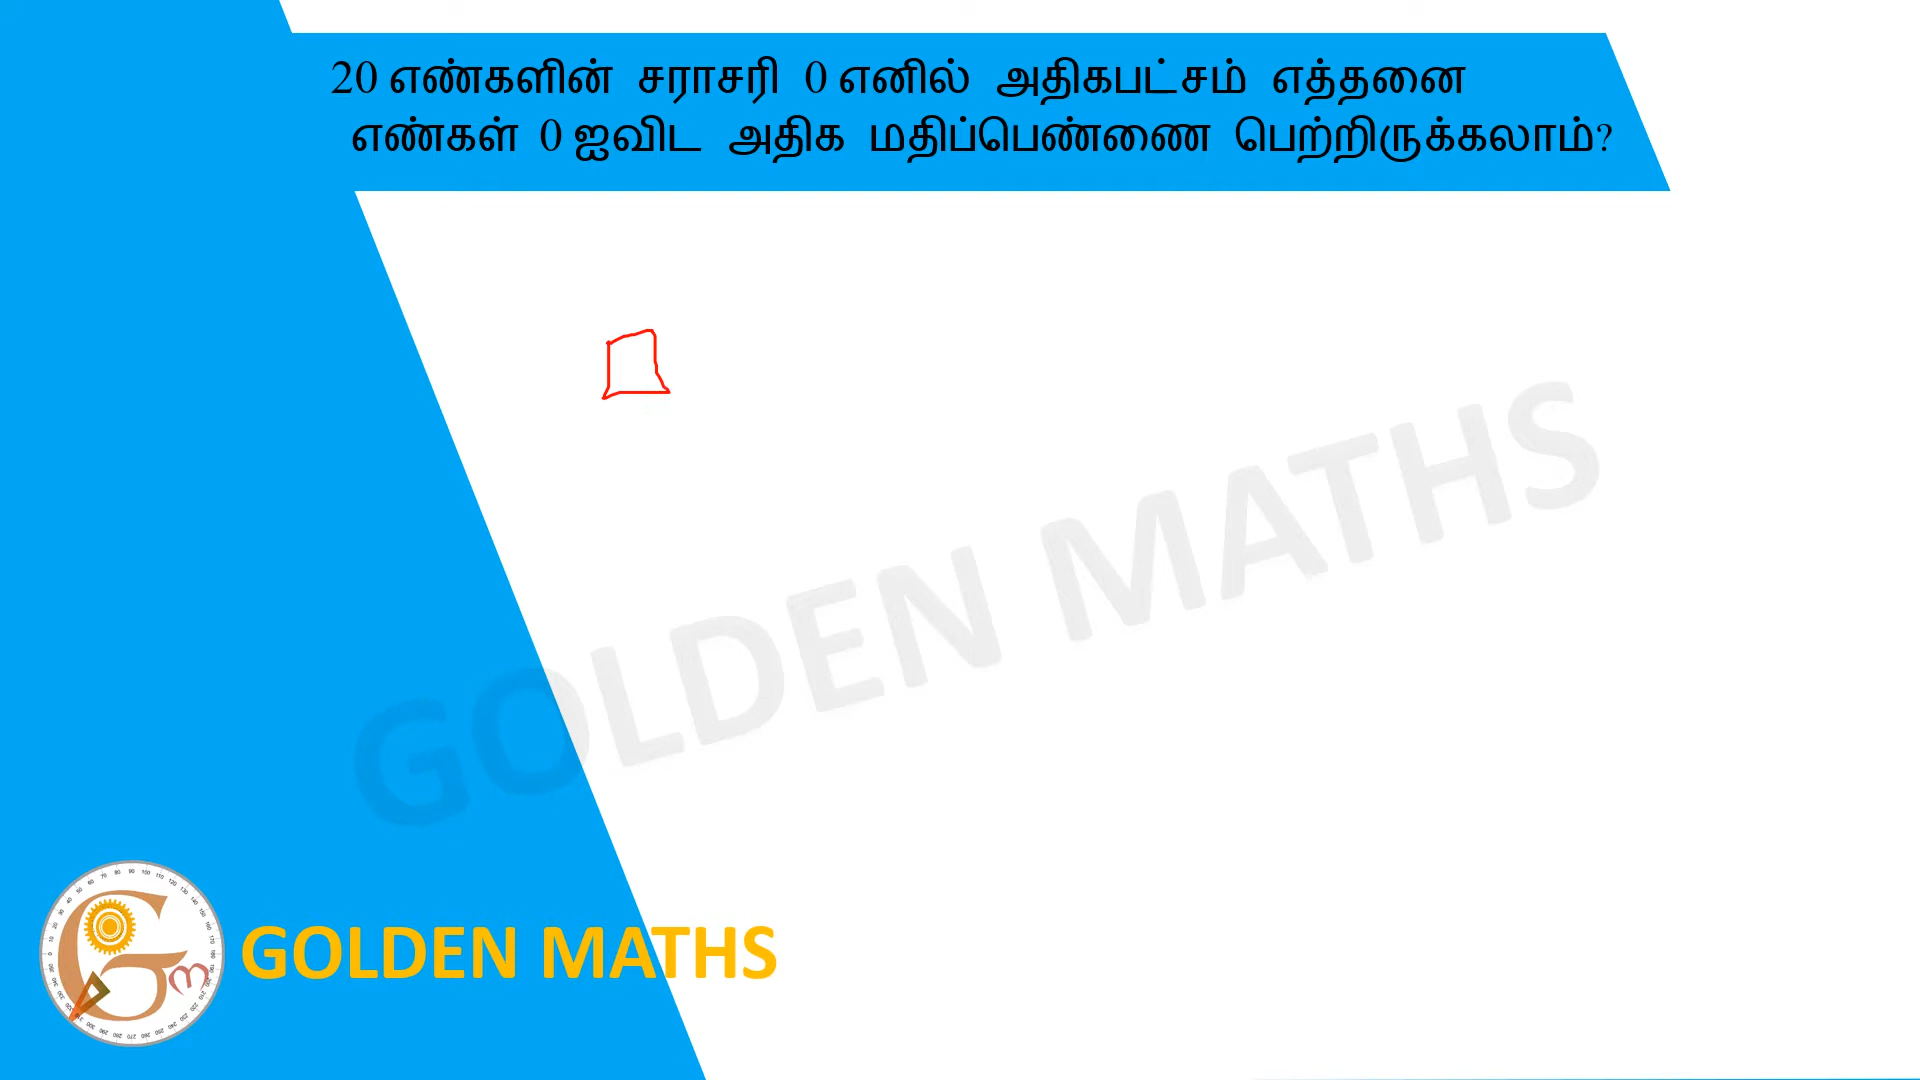 20 எண்களின் சராசரி 0 எனில் அதிகபட்சம் எத்தனை
எண்கள் 0 ஐவிட அதிக மதிப்பெண்ணை பெற்றிருக்கலாம்?
GOLDEN MATHS
GOLDEN MATHS